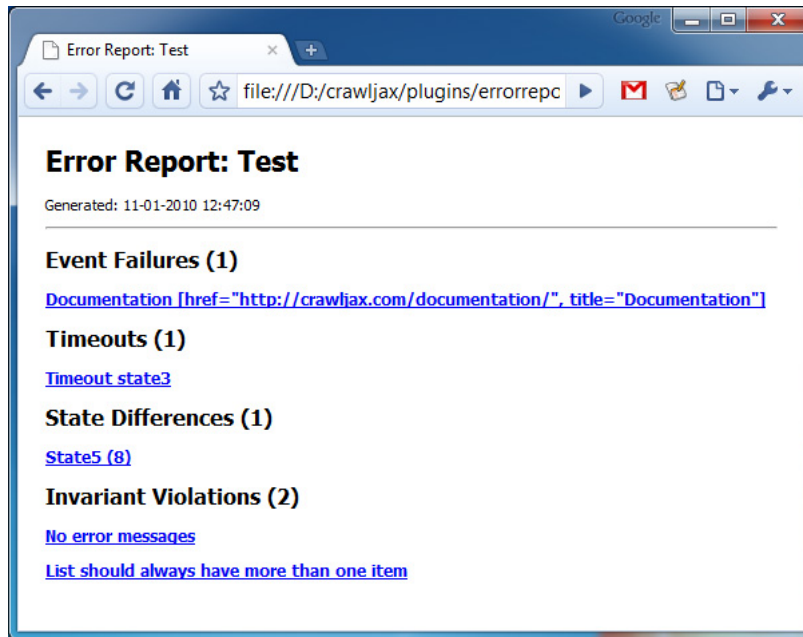 Google
Error Report: Test
file:///D:/crawljax/plugins/errorrepc
Error Report: Test
Generated: 11-01-2010 12:47:09
Event Failures (1)
Documentation [href="http://crawljax.com/documentation/", title="Documentation"]
Timeouts (1)
Timeout state3
State Differences (1)
State5 (8)
Invariant Violations (2)
No error messages
List should always have more than one item